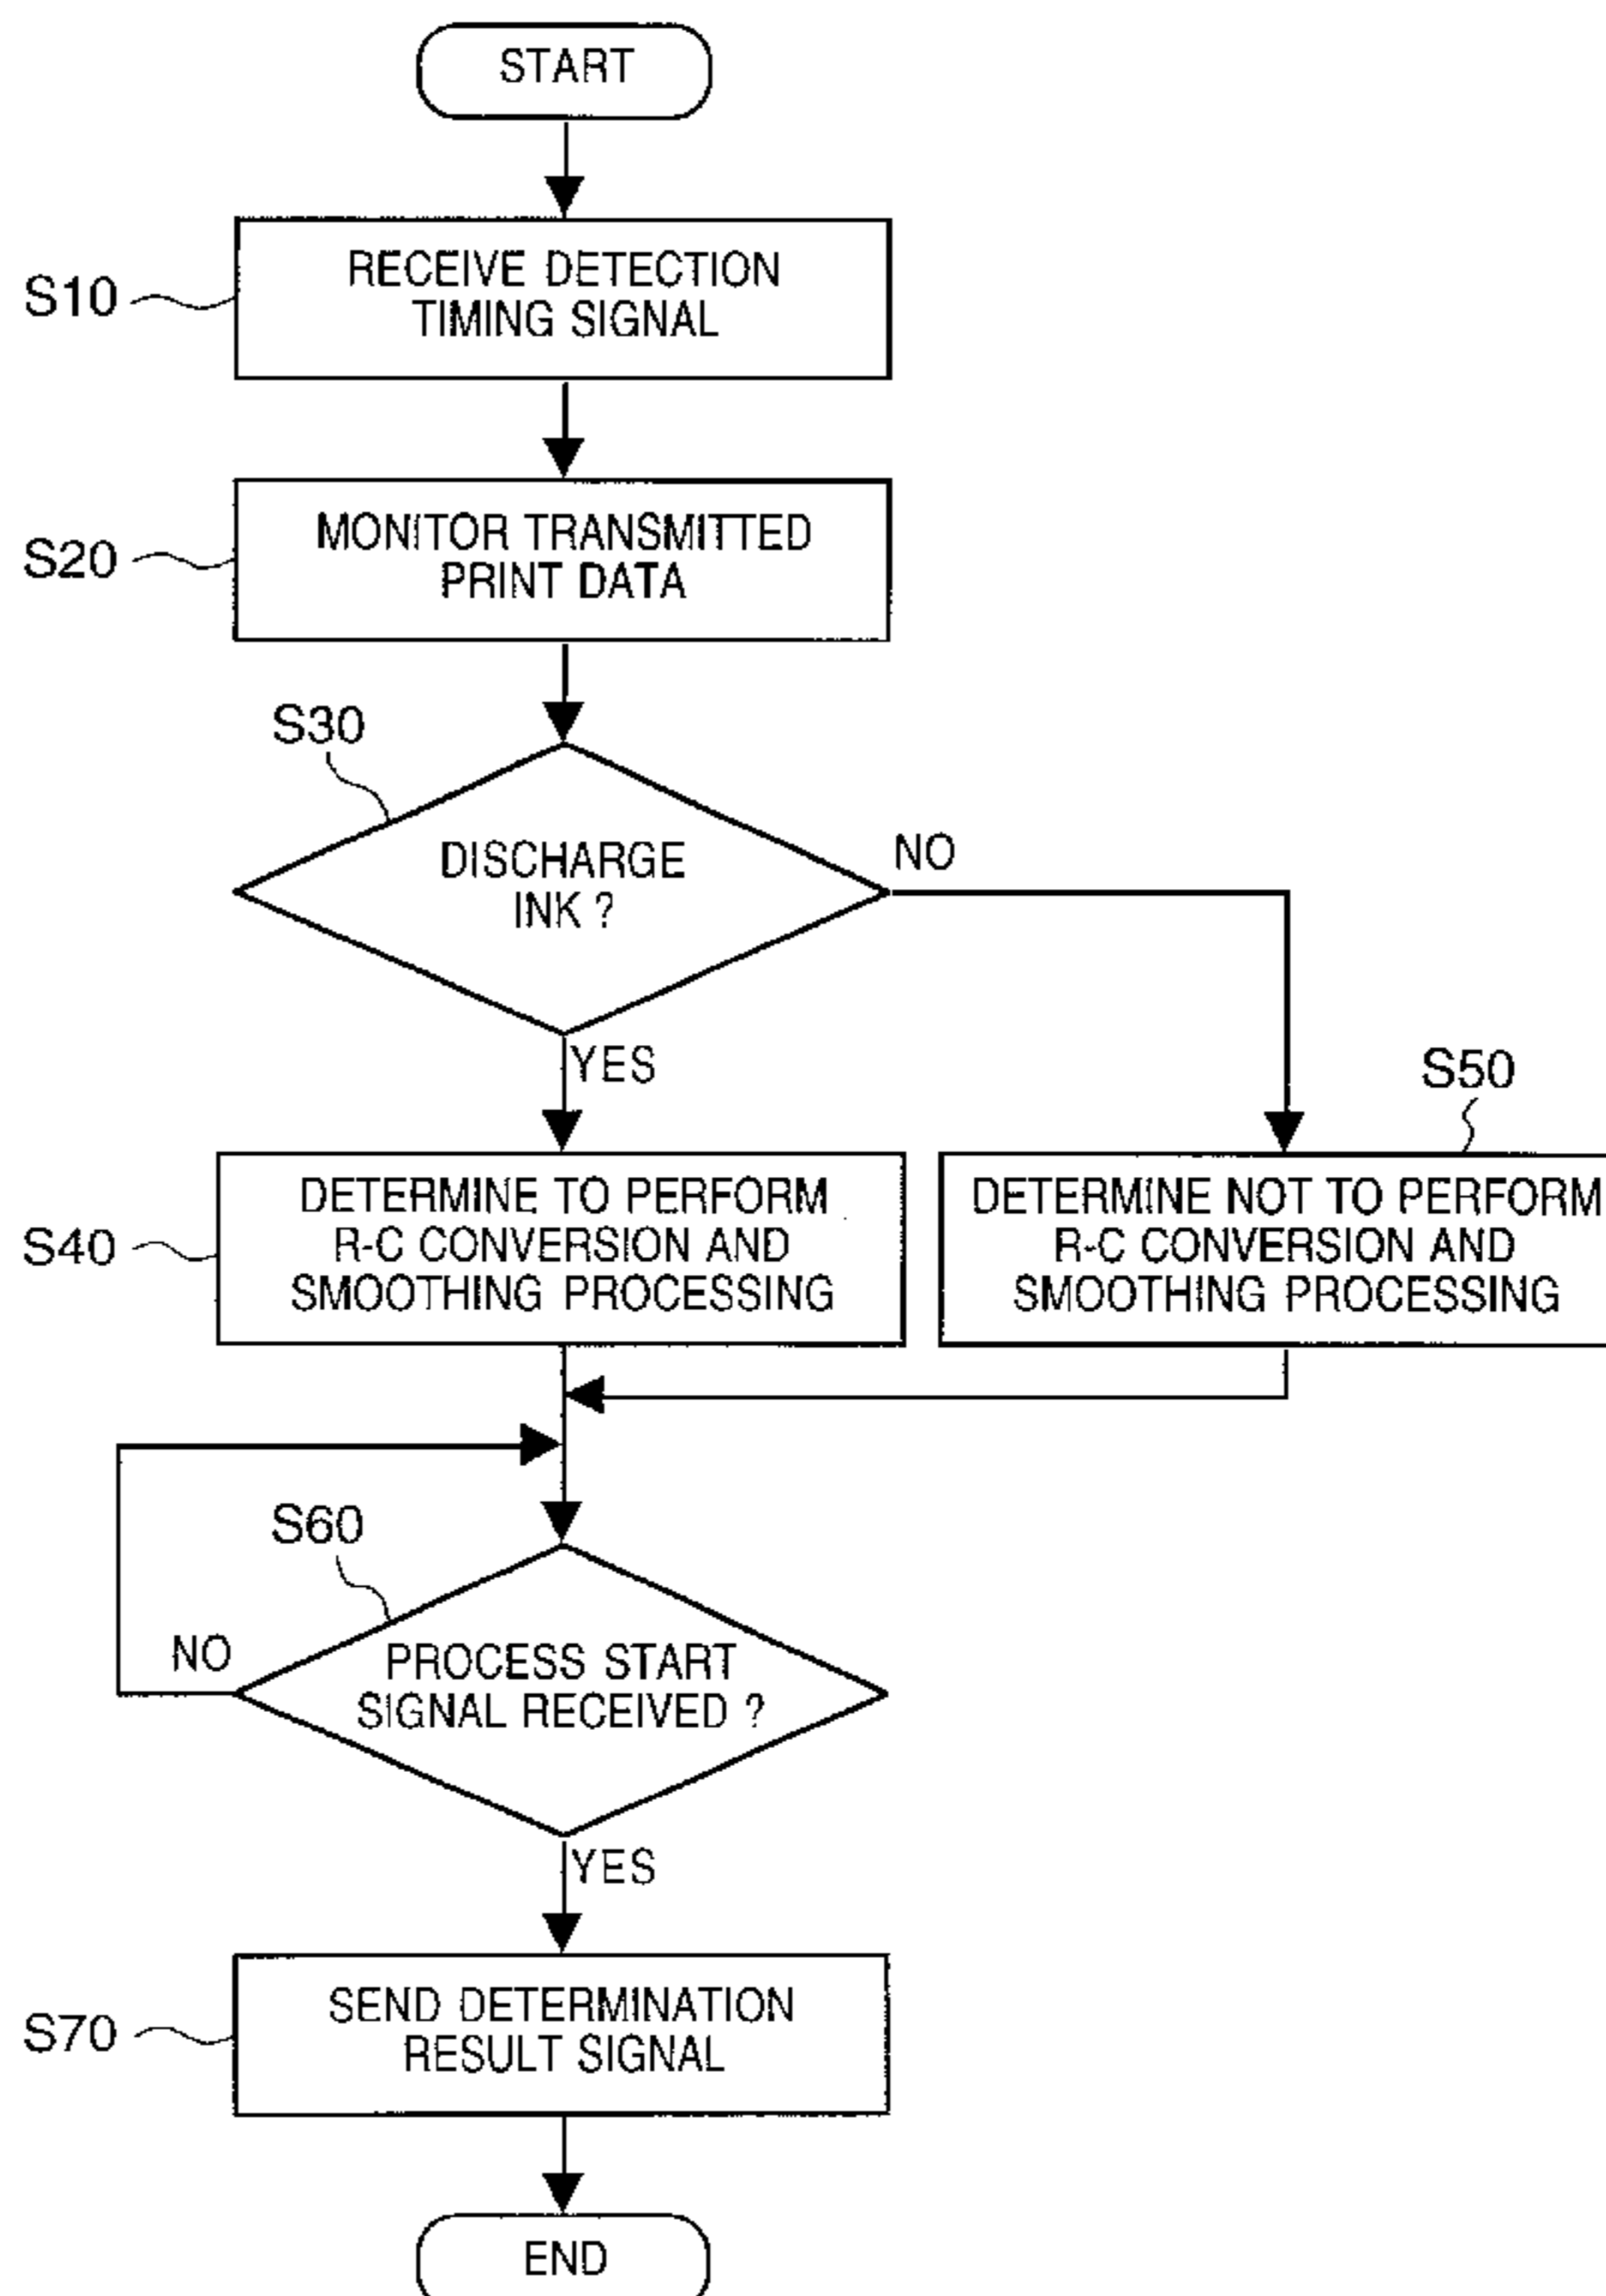 START
S10
RECEIVE DETECTION
TIMING SIGNAL
S20
MONITOR TRANSMITTED
PRINT DATA
S30
DISCHARGE
INK ?
NO
YES
S40
DETERMINE TO PERFORM
R-C CONVERSION AND
SMOOTHING PROCESSING
S50
DETERMINE NOT TO PERFORM
R-C CONVERSION AND
SMOOTHING PROCESSING
S60
PROCESS START
SIGNAL RECEIVED ?
NO
YES
S70
SEND DETERMINATION
RESULT SIGNAL
END